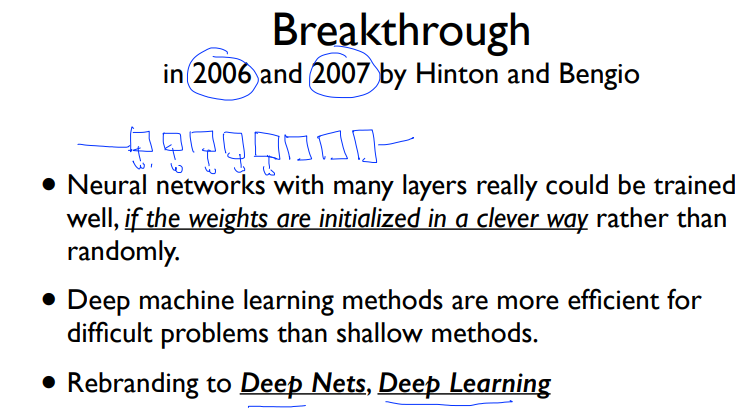 Breakthrough
in 2006 and 2007 by Hinton and Bengio
w, w w w w
• Neural networks with many layers really could be trained
well, if the weights are initialized in a clever way rather than
randomly.
• Deep machine learning methods are more efficient for
difficult problems than shallow methods.
• Rebranding to Deep Nets, Deep Learning